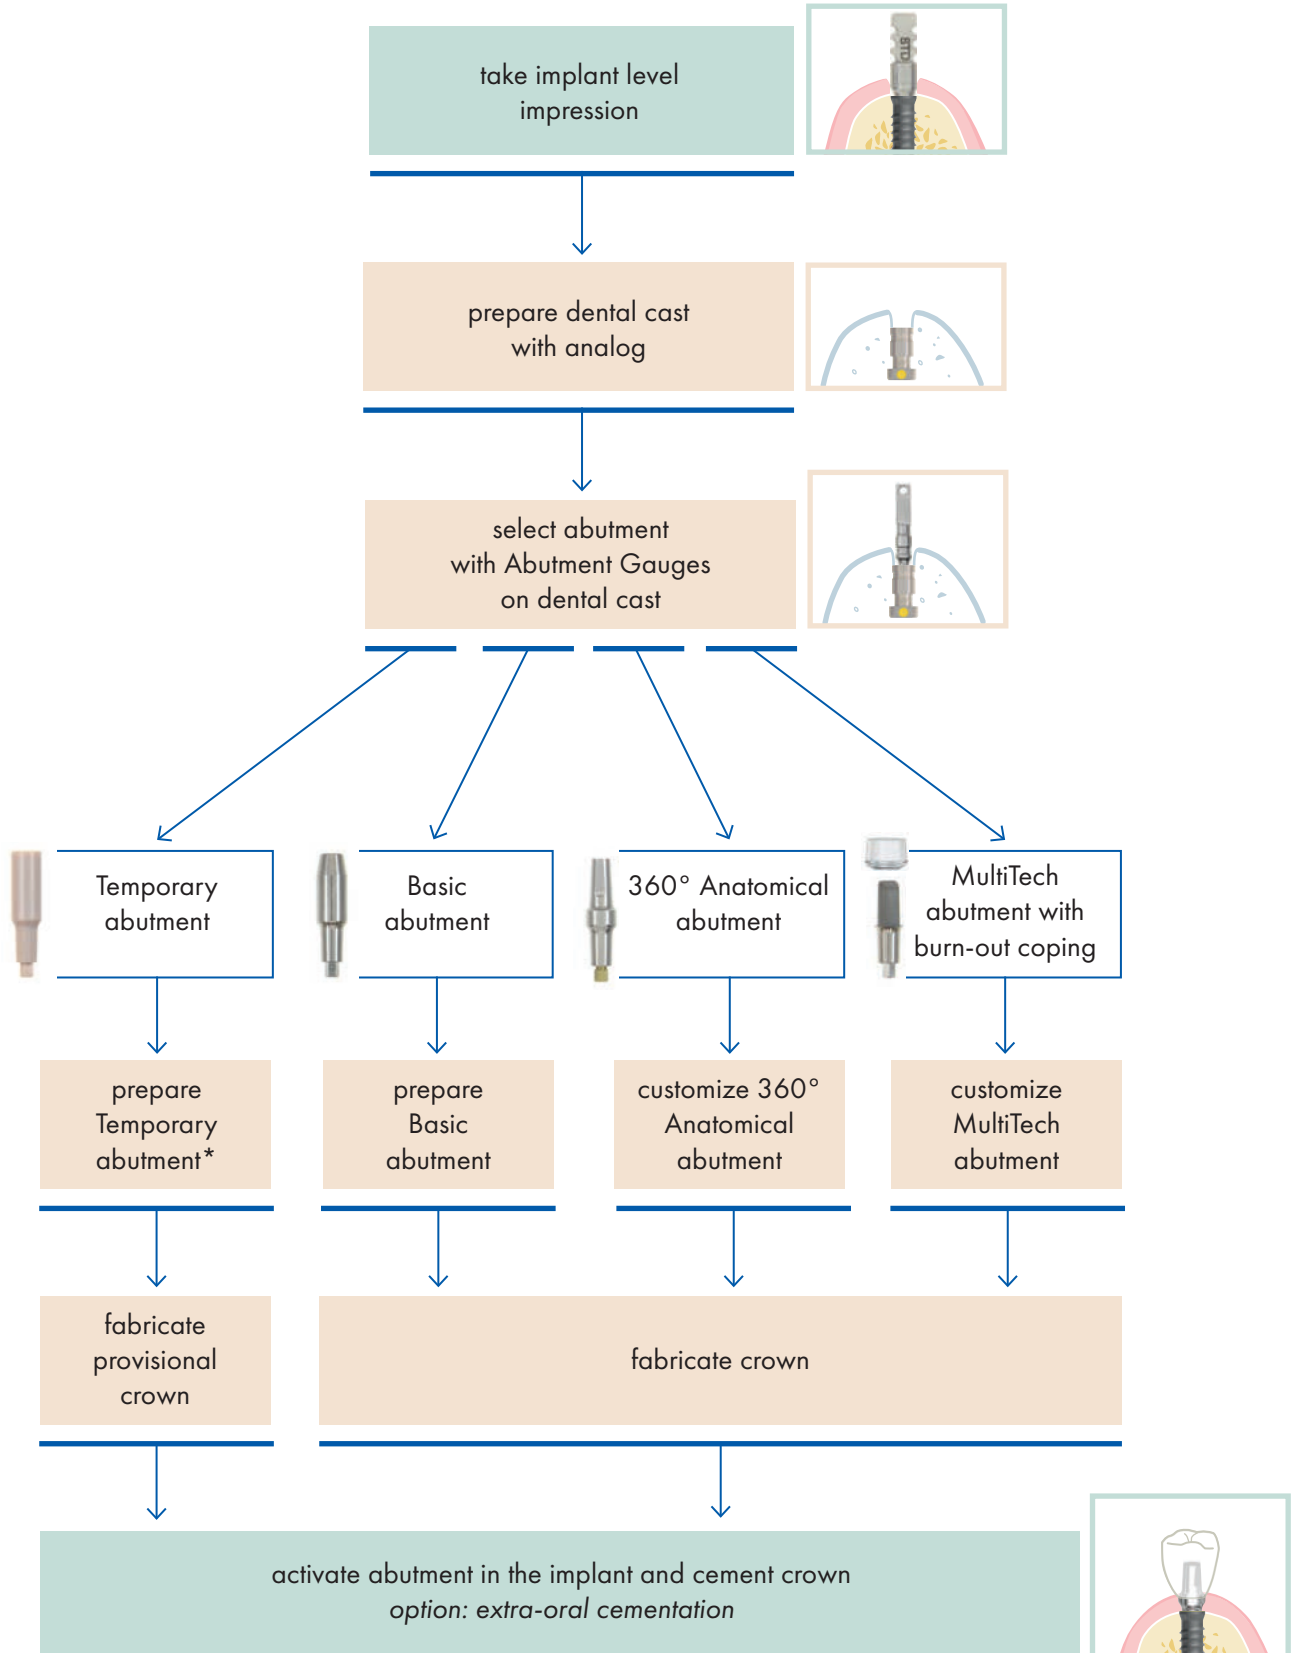 take implant level
impression
STD
prepare dental cast
with analog
select abutment
with Abutment Gauges
on dental cast
Temporary
abutment
Basic
abutment
360° Anatomical
abutment
MultiTech
abutment with
burn-out coping
prepare
Temporary
abutment*
prepare
Basic
abutment
customize 360°
Anatomical
abutment
customize
MultiTech
abutment
fabricate
provisional
crown
fabricate crown
activate abutment in the implant and cement crown
option: extra-oral cementation